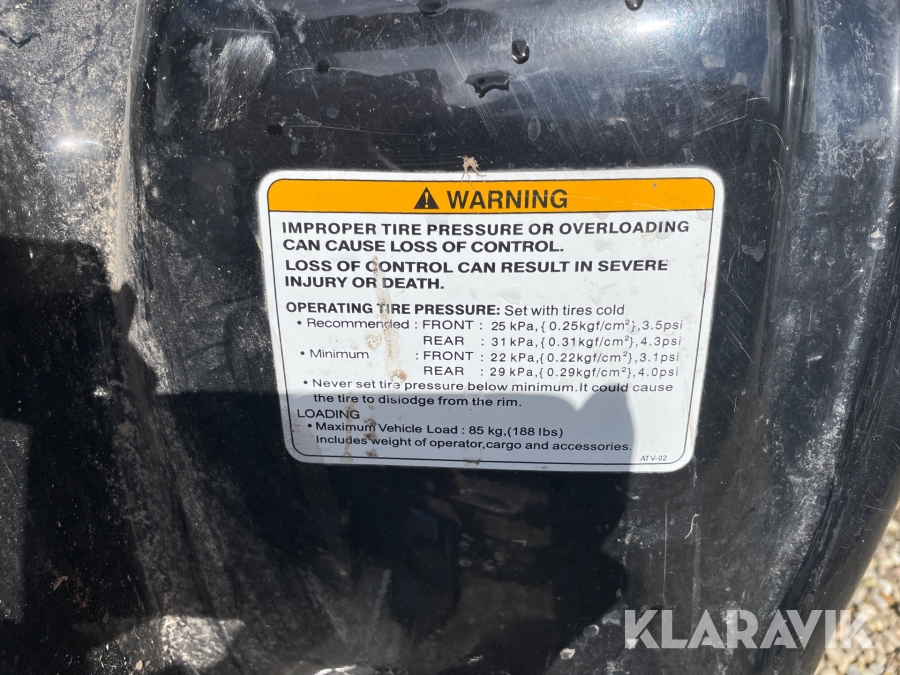 WARNING
IMPROPER TIRE PRESSURE OR OVERLOADING
CAN CAUSE LOSS OF CONTROL.
LOSS OF CONTROL CAN RESULT IN SEVERE
INJURY OR DEATH.
OPERATING TIRE PRESSURE: Set with tires cold
• Recommended : FRONT : 25 kPa,{0.25kgf/cm²},3.5psi
REAR : 31 kPa,{0.31kgf/cm²},4.3psi
• Minimum : FRONT : 22 kPa,{0.22kgf/cm²},3.1psi
REAR : 29 kPa,{0.29kgf/cm²},4.0psi
• Never set tire pressure below minimum. It could cause
the tire to dislodge from the rim.
LOADING
• Maximum Vehicle Load : 85 kg,(188 lbs)
Includes weight of operator,cargo and accessories.
ATV-02
KLARAVIK